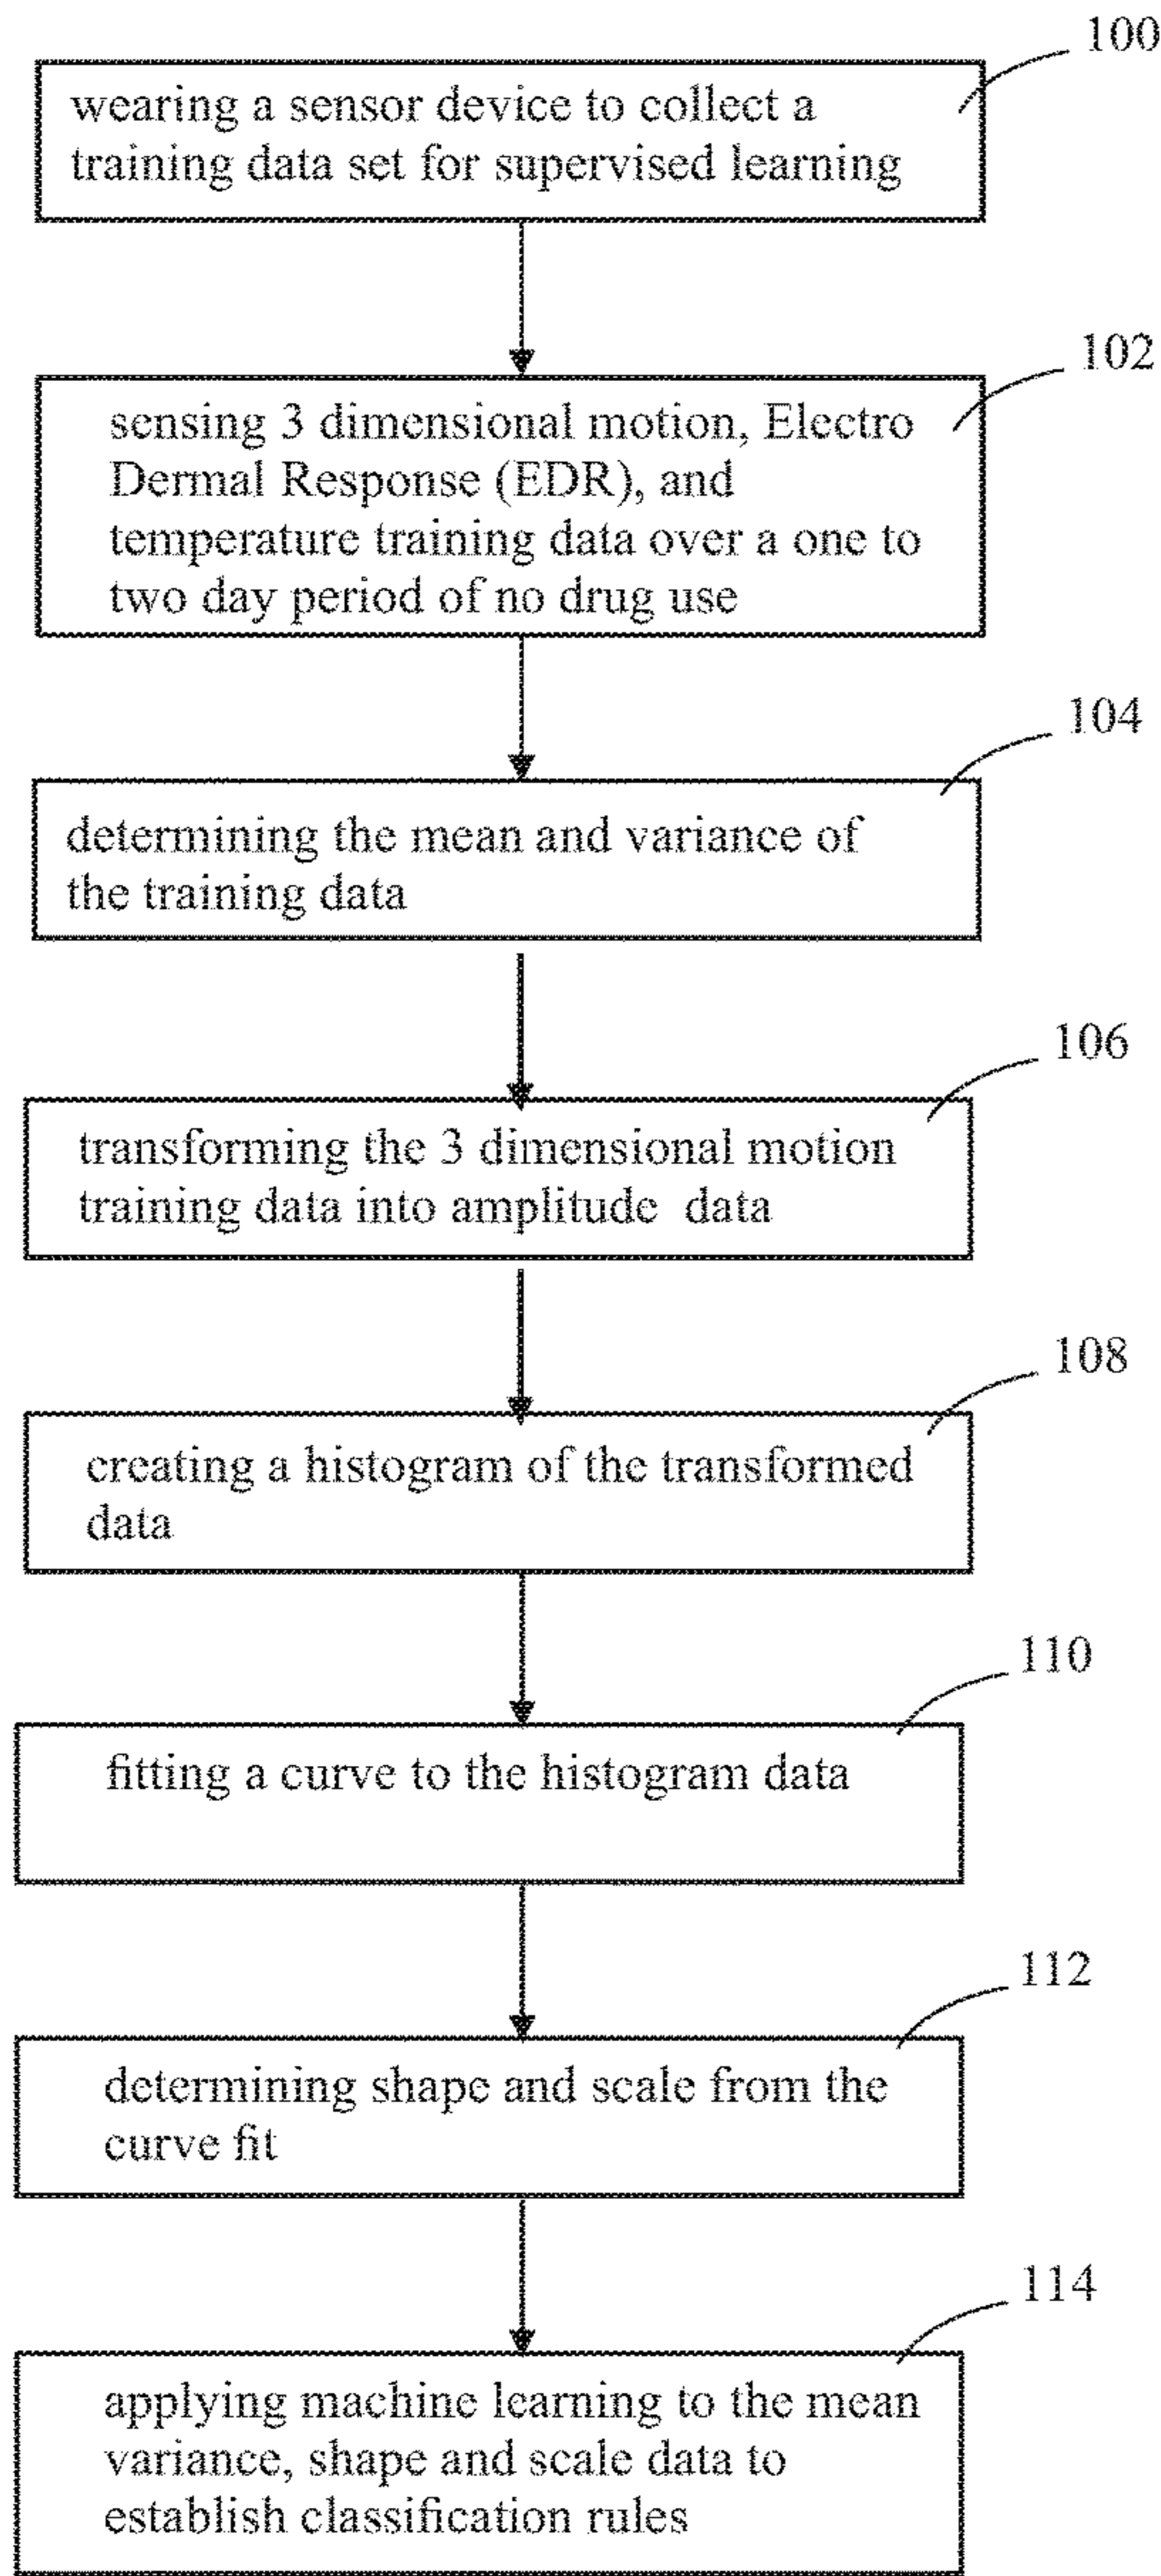 100
wearing a sensor device to collect a
training data set for supervised learning
102
sensing 3 dimensional motion, Electro
Dermal Response (EDR), and
temperature training data over a one to
two day period of no drug use
104
determining the mean and variance of
the training data
106
transforming the 3 dimensional motion
training data into amplitude data
108
creating a histogram of the transformed
data
110
fitting a curve to the histogram data
112
determining shape and scale from the
curve fit
114
applying machine learning to the mean
variance, shape and scale data to
establish classification rules